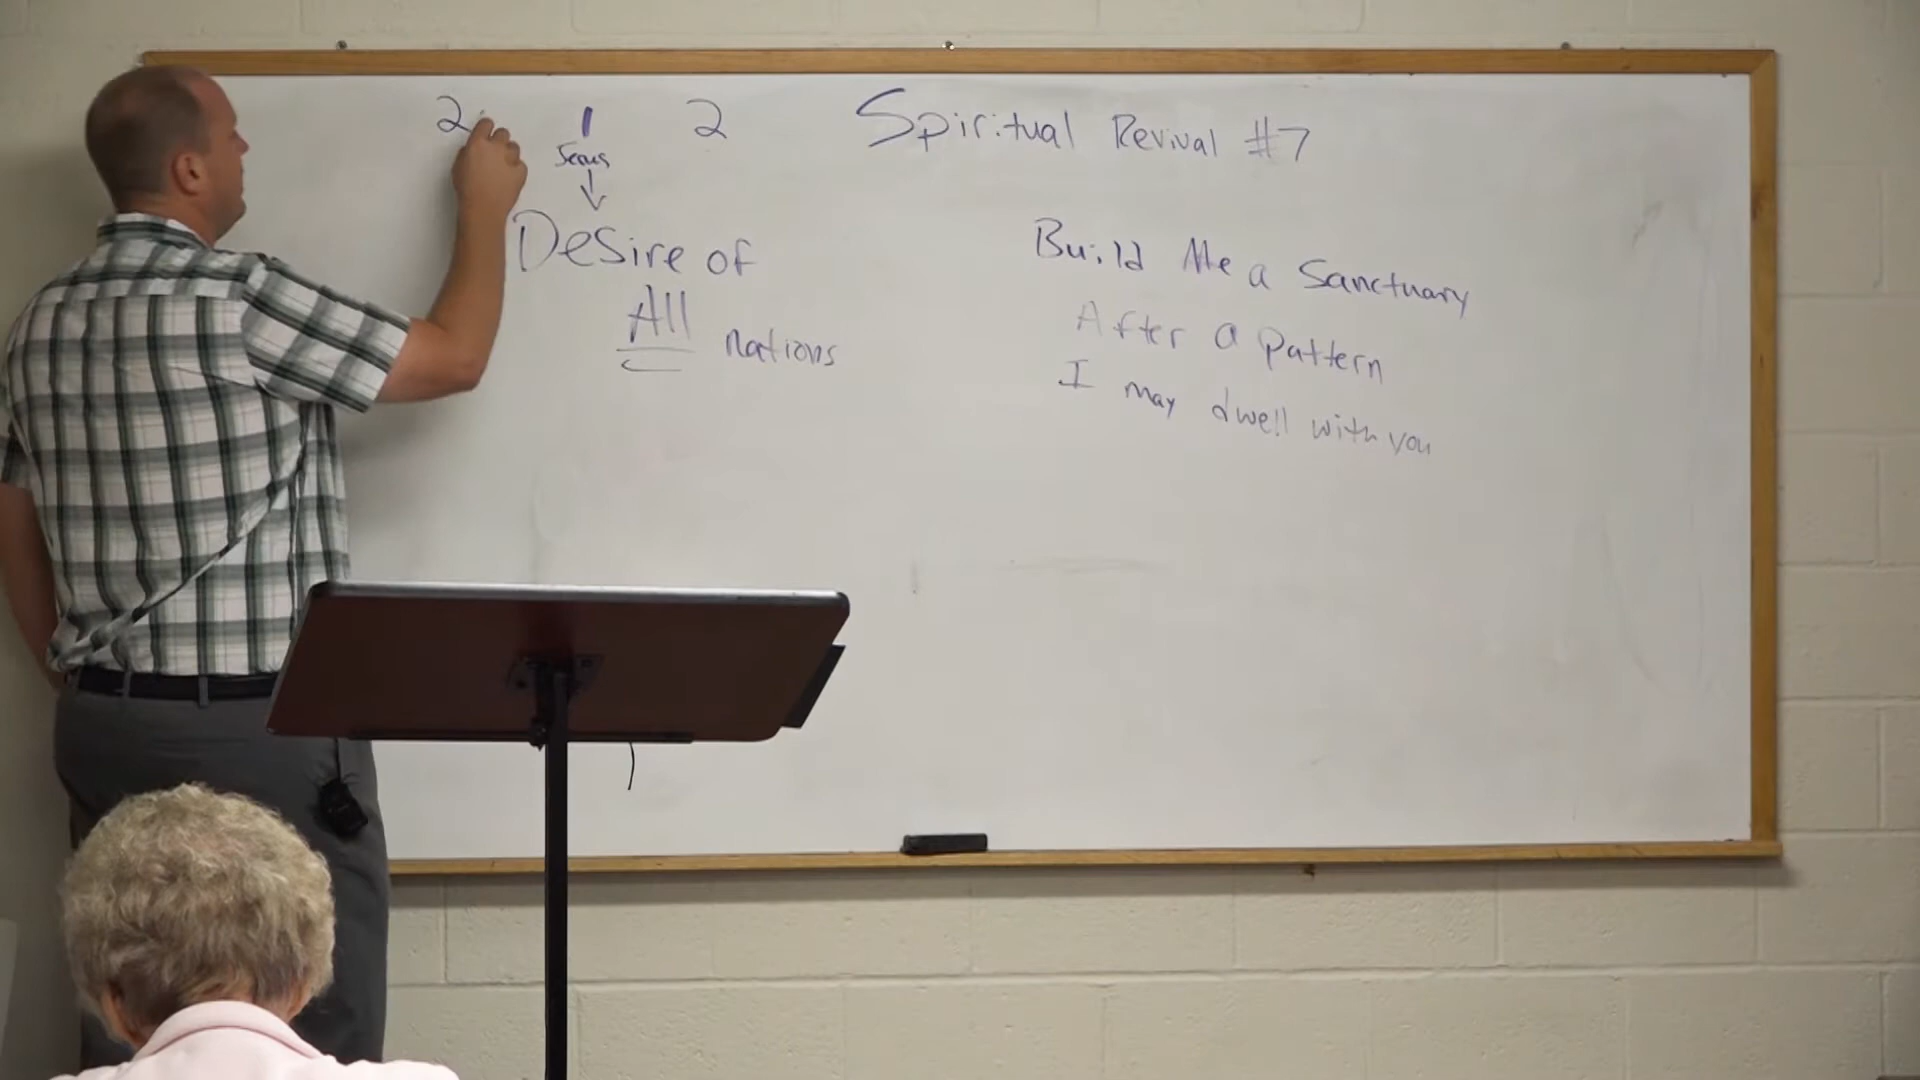 2 1 2
Spiritual Revival #7
Jesus
Desire of
All
nations
Build Me a Sanctuary
After a pattern
I may dwell with you